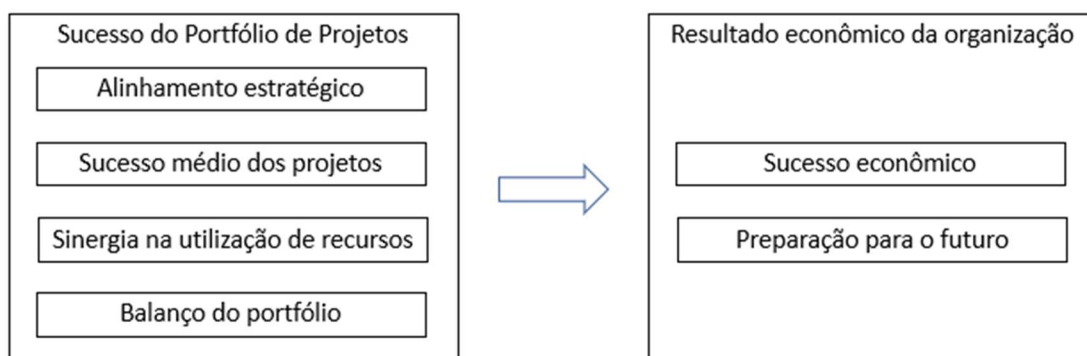 Sucesso do Portfólio de Projetos
Alinhamento estratégico
Sucesso médio dos projetos
Sinergia na utilização de recursos
Balanço do portfólio
Resultado econômico da organização
Sucesso econômico
Preparação para o futuro